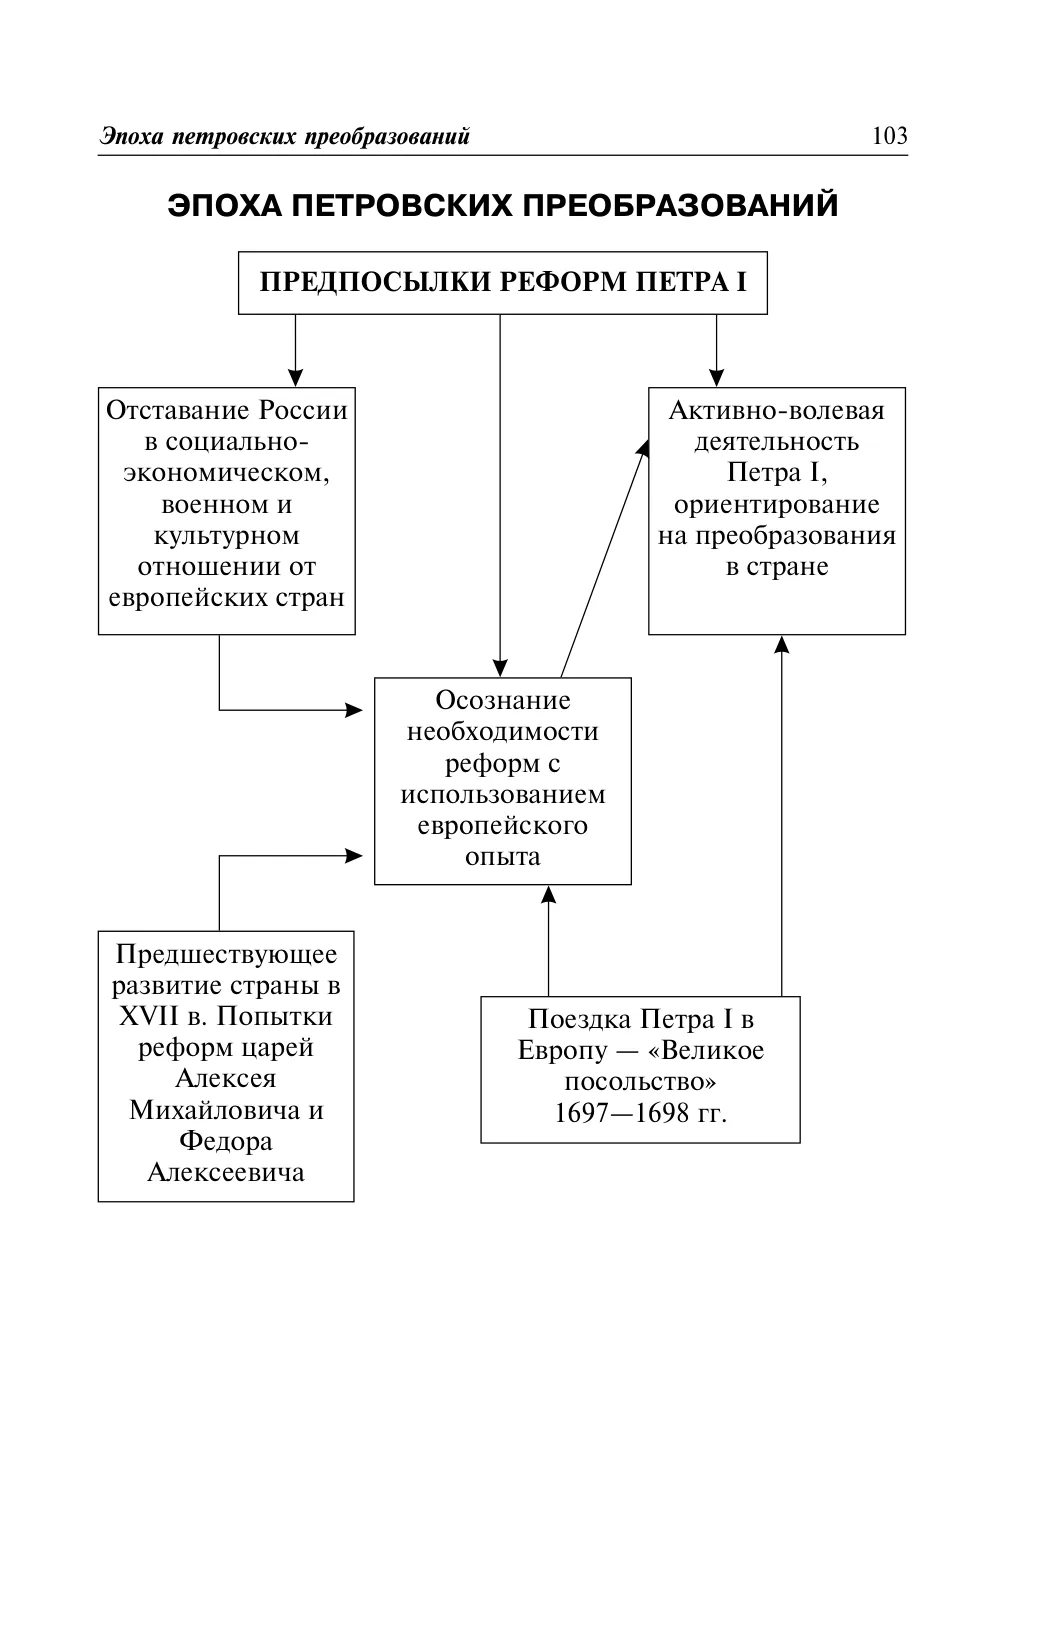 Эпоха петровских преобразований 103
ЭПОХА ПЕТРОВСКИХ ПРЕОБРАЗОВАНИЙ
ПРЕДПОСЫЛКИ РЕФОРМ ПЕТРА I
Отставание России
в социально-
экономическом,
военном и
культурном
отношении от
европейских стран
Активно-волевая
деятельность
Петра I,
ориентирование
на преобразования
в стране
Осознание
необходимости
реформ с
использованием
европейского
опыта
Предшествующее
развитие страны в
XVII в. Попытки
реформ царей
Алексея
Михайловича и
Федора
Алексеевича
Поездка Петра I в
Европу — «Великое
посольство»
1697—1698 гг.